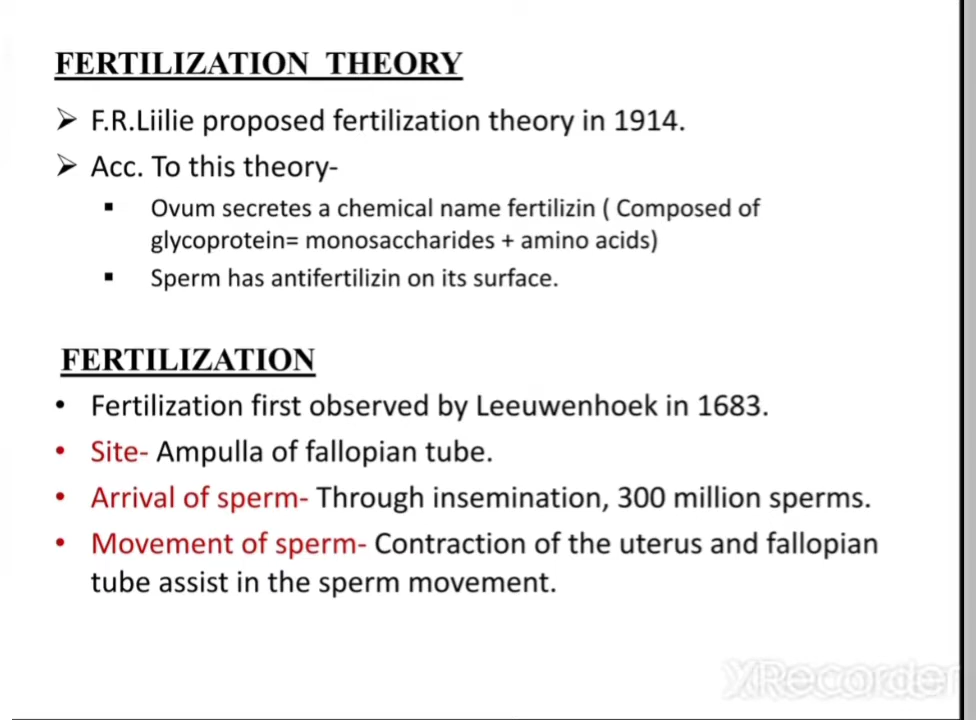 FERTILIZATION THEORY
➢ F.R.Liilie proposed fertilization theory in 1914.
➢ Acc. To this theory-
▪ Ovum secretes a chemical name fertilizin ( Composed of
glycoprotein= monosaccharides + amino acids)
▪ Sperm has antifertilizin on its surface.
FERTILIZATION
• Fertilization first observed by Leeuwenhoek in 1683.
• Site- Ampulla of fallopian tube.
• Arrival of sperm- Through insemination, 300 million sperms.
• Movement of sperm- Contraction of the uterus and fallopian
tube assist in the sperm movement.
XRecorder